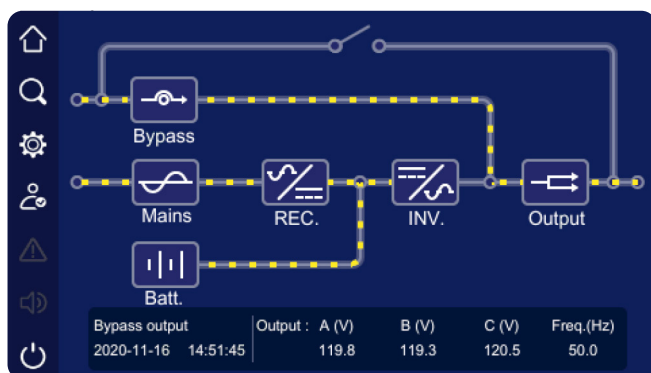 Bypass
Mains
REC.
INV.
Output
Batt.
Bypass output
Output : A (V) B (V) C (V) Freq.(Hz)
2020-11-16 14:51:45
119.8 119.3 120.5 50.0